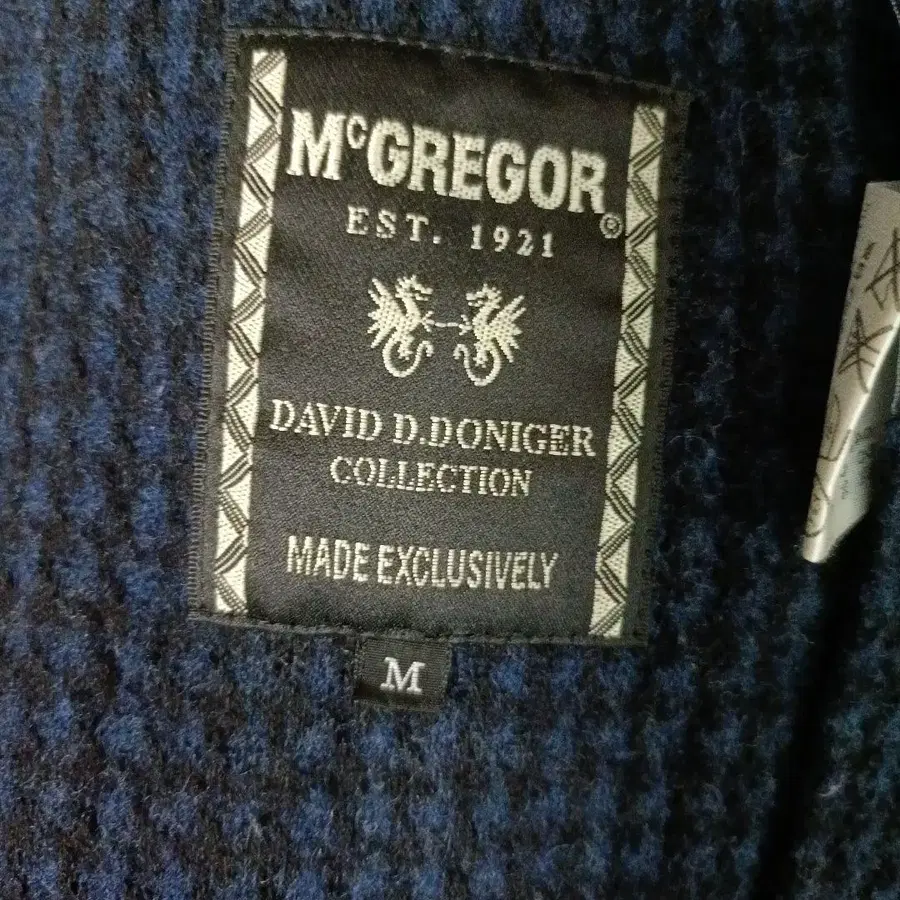 McGREGOR®
EST. 1921
DAVID D.DONIGER
COLLECTION
MADE EXCLUSIVELY
M